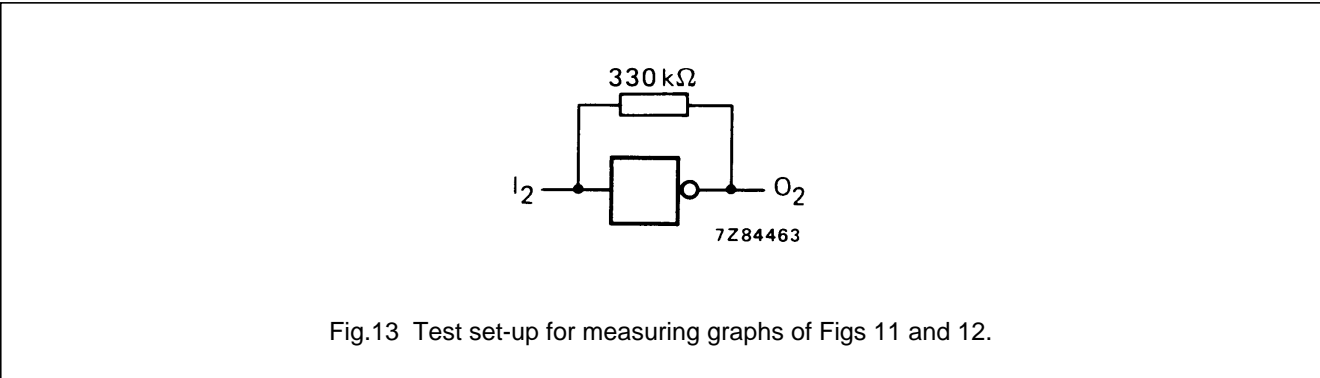 330 kΩ
I2
O2
7Z84463
Fig.13 Test set-up for measuring graphs of Figs 11 and 12.